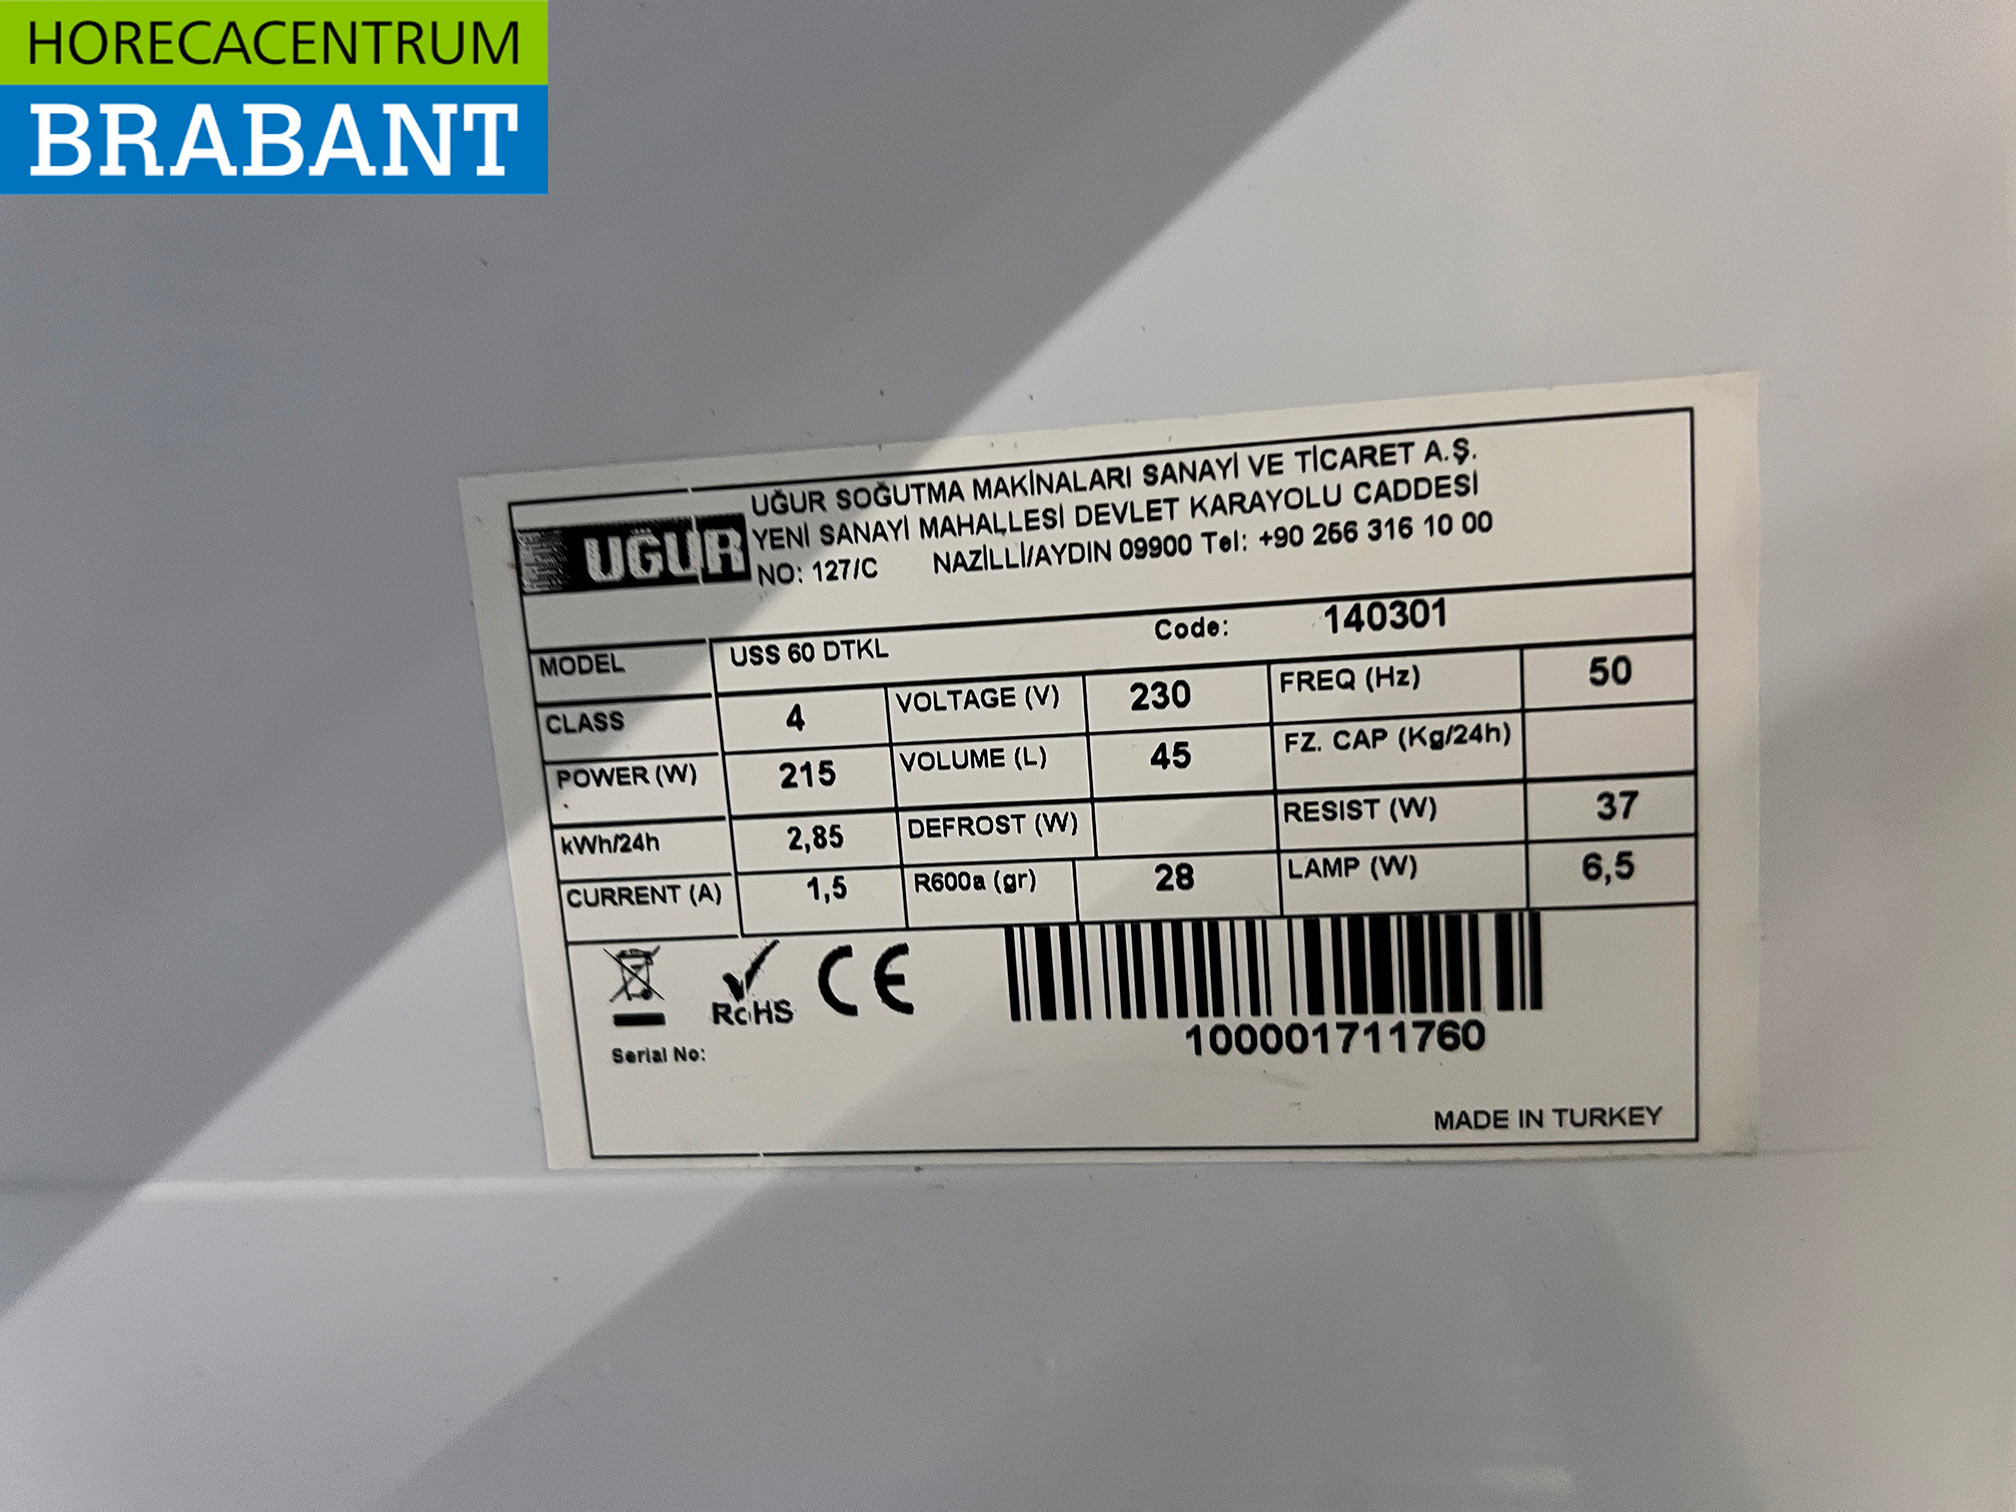 HORECACENTRUM
BRABANT
UĞUR
UĞUR SOĞUTMA MAKİNALARI SANAYİ VE TİCARET A.Ş.
YENİ SANAYİ MAHALLESİ DEVLET KARAYOLU CADDESİ
NO: 127/C NAZİLLİ/AYDIN 09900 Tel: +90 256 316 10 00
MODEL USS 60 DTKL Code: 140301
CLASS 4 VOLTAGE (V) 230 FREQ (Hz) 50
POWER (W) 215 VOLUME (L) 45 FZ. CAP (Kg/24h)
kWh/24h 2,85 DEFROST (W) RESIST (W) 37
CURRENT (A) 1,5 R600a (gr) 28 LAMP (W) 6,5
RoHS CE
Serial No: 100001711760
MADE IN TURKEY